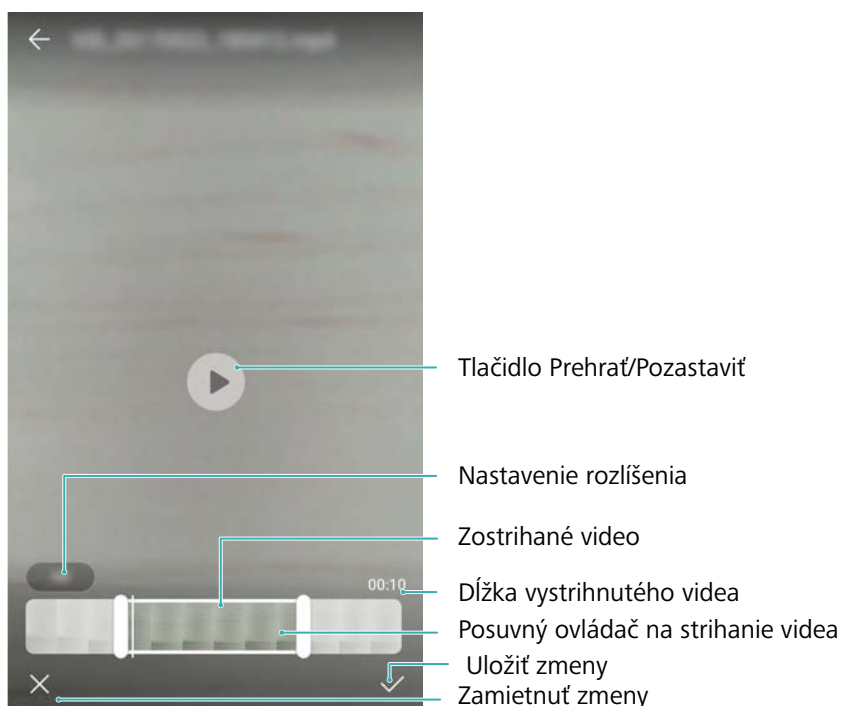 Tlačidlo Prehrať/Pozastaviť
Nastavenie rozlíšenia
Zostrihané video
00:10
Dĺžka vystrihnutého videa
Posuvný ovládač na strihanie videa
Uložiť zmeny
Zamietnuť zmeny